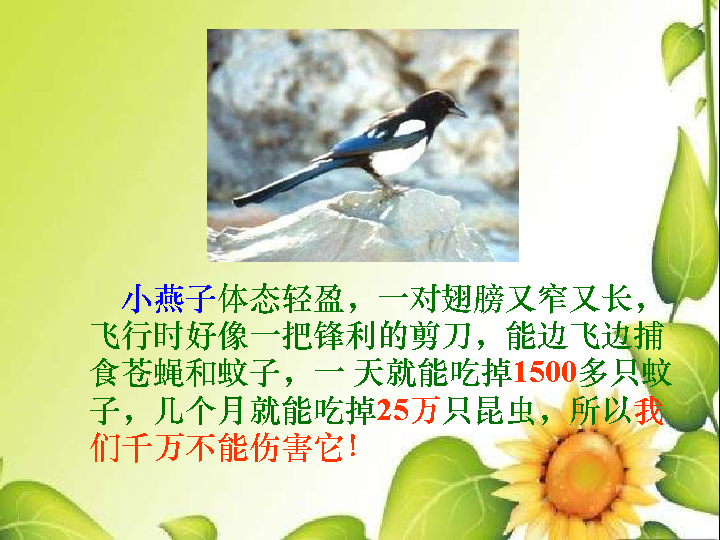 小燕子体态轻盈，一对翅膀又窄又长，
飞行时好像一把锋利的剪刀，能边飞边捕
食苍蝇和蚊子，一 天就能吃掉1500多只蚊
子，几个月就能吃掉25万只昆虫，所以我
们千万不能伤害它！